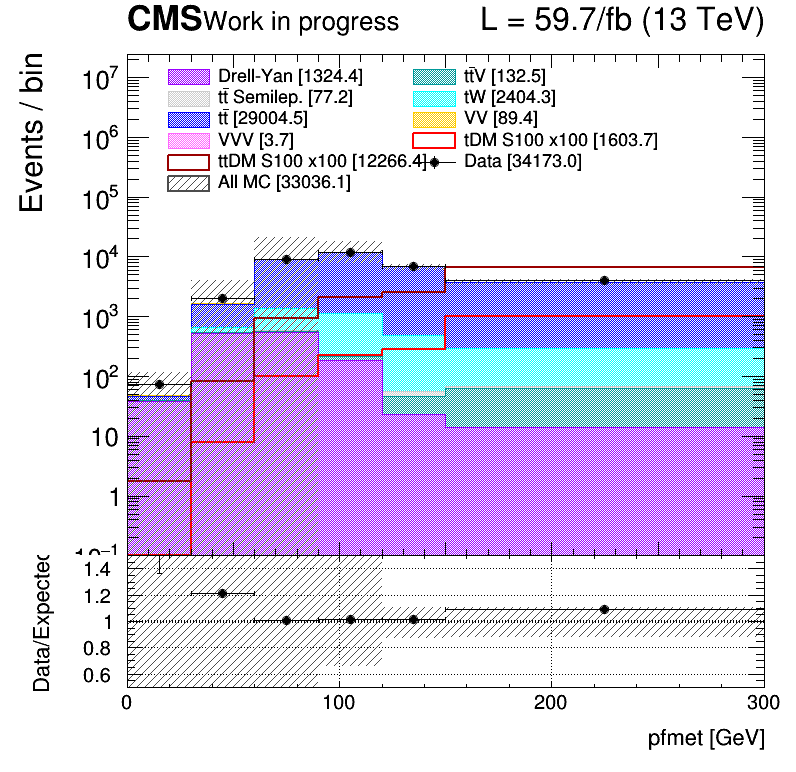 CMS Work in progress L = 59.7/fb (13 TeV)
Events / bin
Drell-Yan [1324.4] tt̄V [132.5]
tt̄ Semilep. [77.2] tW [2404.3]
tt̄ [29004.5] VV [89.4]
VVV [3.7] tDM S100 x100 [1603.7]
ttDM S100 x100 [12266.4] Data [34173.0]
All MC [33036.1]
10⁷
10⁶
10⁵
10⁴
10³
10²
10
1
10⁻¹
Data/Expected
1.4
1.2
1
0.8
0.6
0 100 200 300
pfmet [GeV]